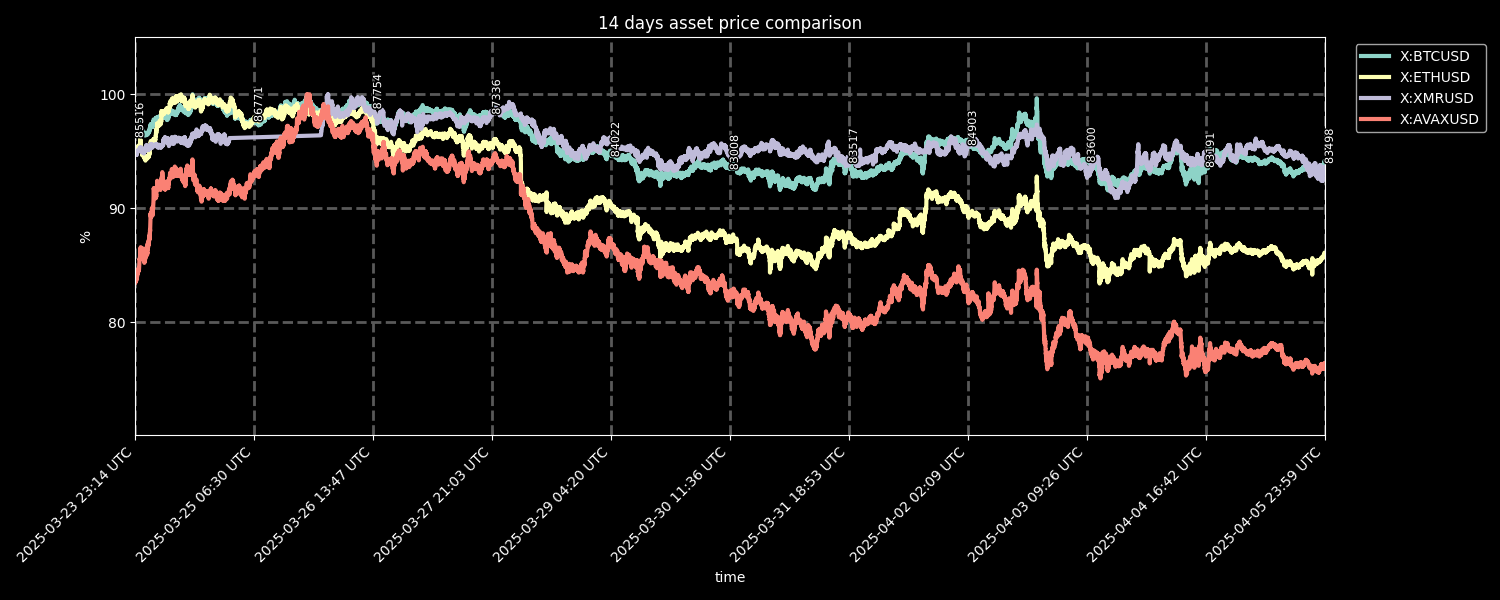 14 days asset price comparison
X:BTCUSD
X:ETHUSD
X:XMRUSD
X:AVAXUSD
100
90
80
%
85516
86771
87754
87336
84022
83008
83517
84903
83600
83191
83498
2025-03-23 23:14 UTC
2025-03-25 06:30 UTC
2025-03-26 13:47 UTC
2025-03-27 21:03 UTC
2025-03-29 04:20 UTC
2025-03-30 11:36 UTC
2025-03-31 18:53 UTC
2025-04-02 02:09 UTC
2025-04-03 09:26 UTC
2025-04-04 16:42 UTC
2025-04-05 23:59 UTC
time